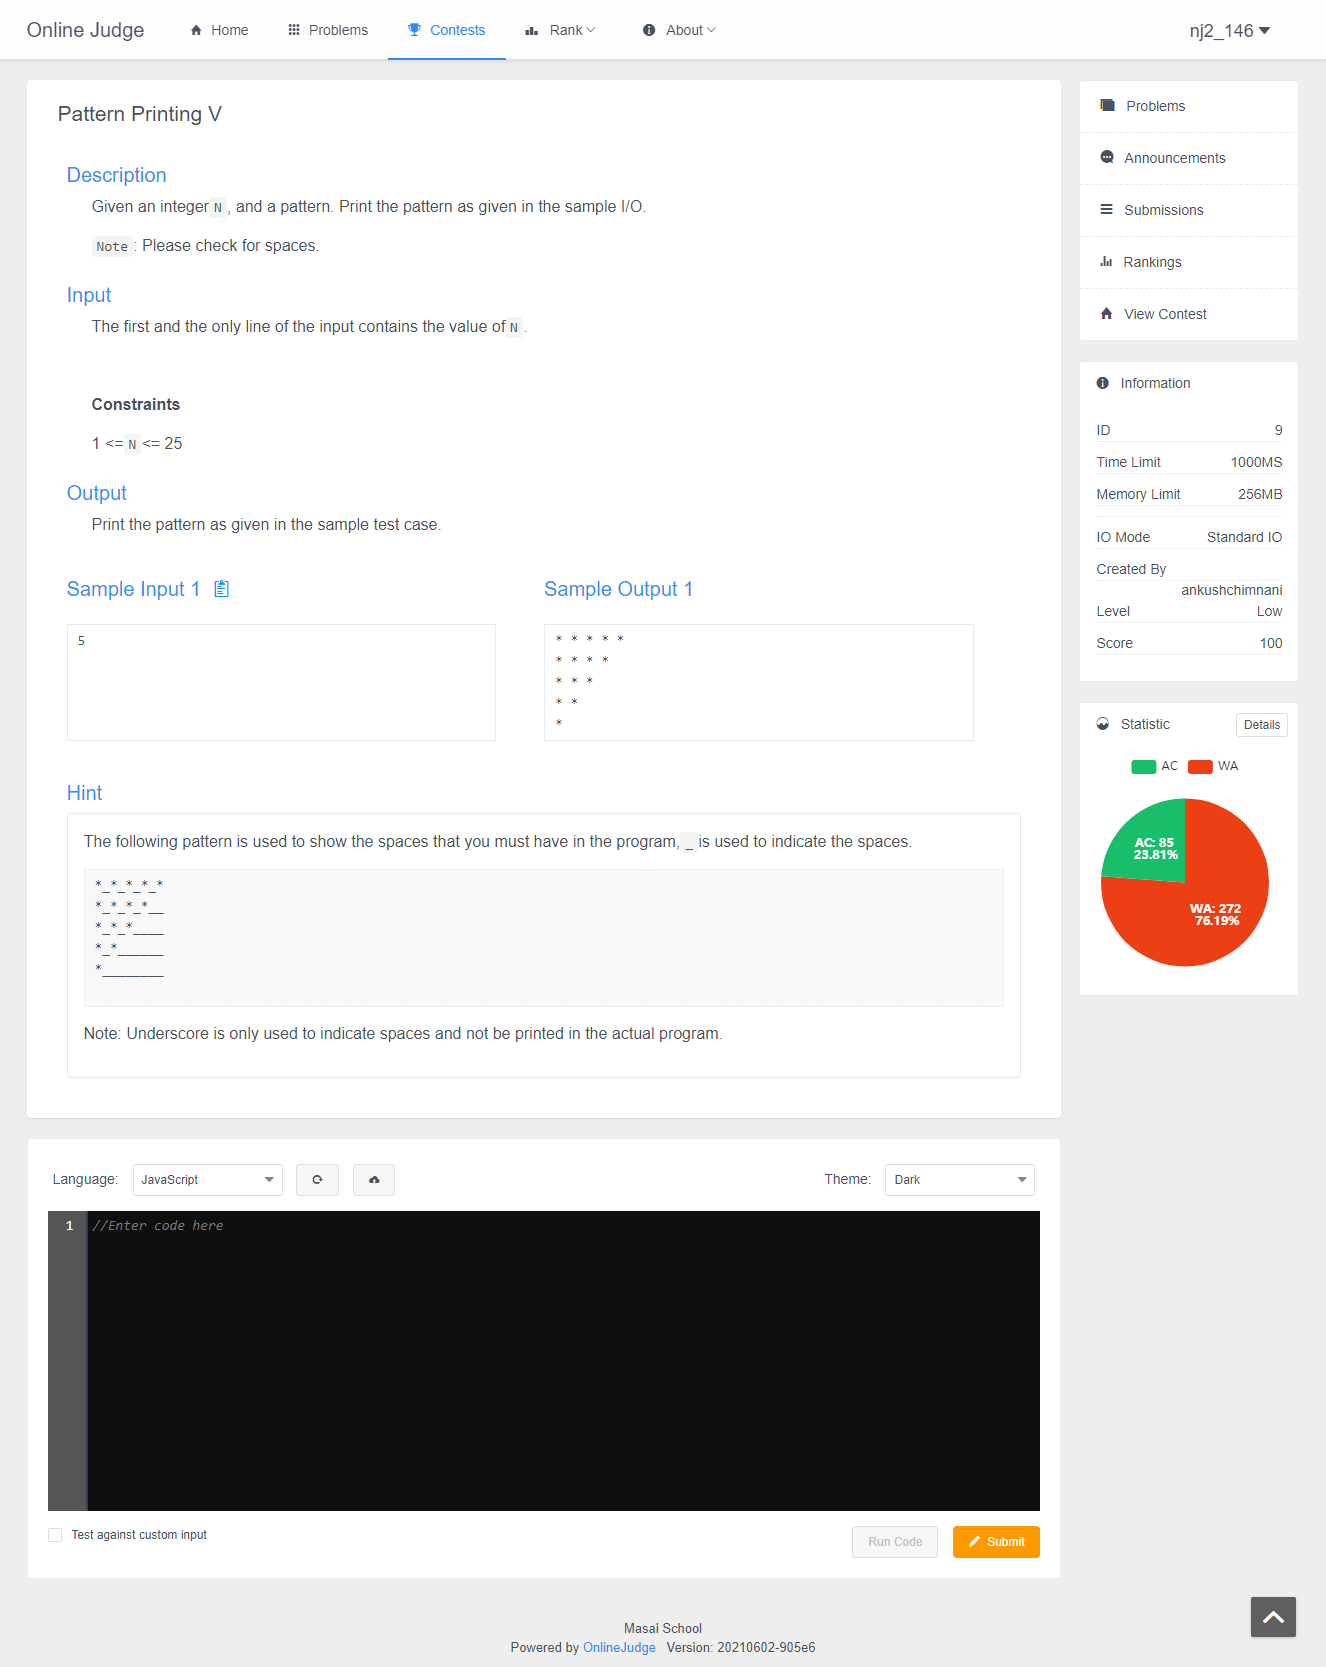 Online Judge
Home
Problems
Contests
Rank
About
nj2_146
Pattern Printing V
Description
Given an integer N , and a pattern. Print the pattern as given in the sample I/O.
Note : Please check for spaces.
Input
The first and the only line of the input contains the value of N .
Constraints
1 <= N <= 25
Output
Print the pattern as given in the sample test case.
Sample Input 1
5
Sample Output 1
* * * * *
* * * *
* * *
* *
*
Hint
The following pattern is used to show the spaces that you must have in the program, _ is used to indicate the spaces.
*_*_*_*_*
*_*_*_*__
*_*_*____
*_*______
*________
Note: Underscore is only used to indicate spaces and not be printed in the actual program.
Language:
JavaScript
Theme:
Dark
1 //Enter code here
Test against custom input
Run Code
Submit
Problems
Announcements
Submissions
Rankings
View Contest
Information
ID 9
Time Limit 1000MS
Memory Limit 256MB
IO Mode Standard IO
Created By
ankushchimnani
Level Low
Score 100
Statistic
Details
AC WA
AC: 85
23.81%
WA: 272
76.19%
Masai School
Powered by OnlineJudge Version: 20210602-905e6